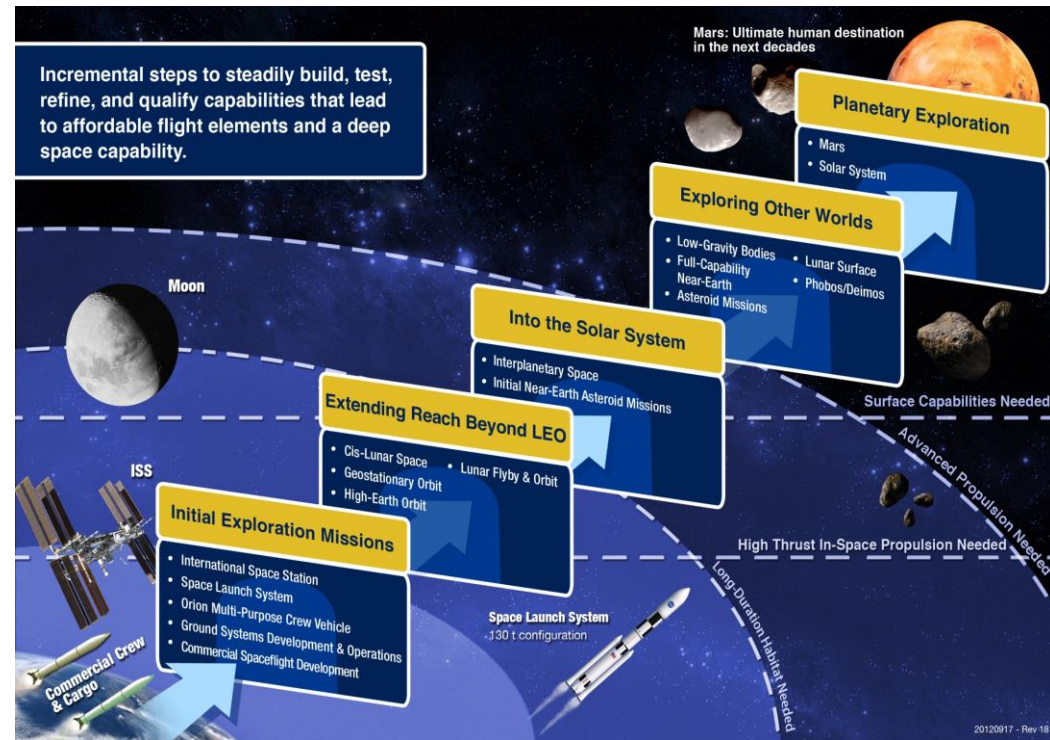 Incremental steps to steadily build, test,
refine, and qualify capabilities that lead
to affordable flight elements and a deep
space capability.
Mars: Ultimate human destination
in the next decades
Planetary Exploration
• Mars
• Solar System
Exploring Other Worlds
• Low-Gravity Bodies
• Full-Capability
Near-Earth
• Asteroid Missions
• Lunar Surface
• Phobos/Deimos
Into the Solar System
• Interplanetary Space
• Initial Near-Earth Asteroid Missions
Extending Reach Beyond LEO
• Cis-Lunar Space
• Geostationary Orbit
• High-Earth Orbit
• Lunar Flyby & Orbit
Initial Exploration Missions
• International Space Station
• Space Launch System
• Orion Multi-Purpose Crew Vehicle
• Ground Systems Development & Operations
• Commercial Spaceflight Development
Moon
ISS
Commercial Crew
& Cargo
Space Launch System
130 t configuration
Surface Capabilities Needed
Advanced Propulsion Needed
High Thrust In-Space Propulsion Needed
Long-Duration Habitat Needed
20120917 - Rev 18